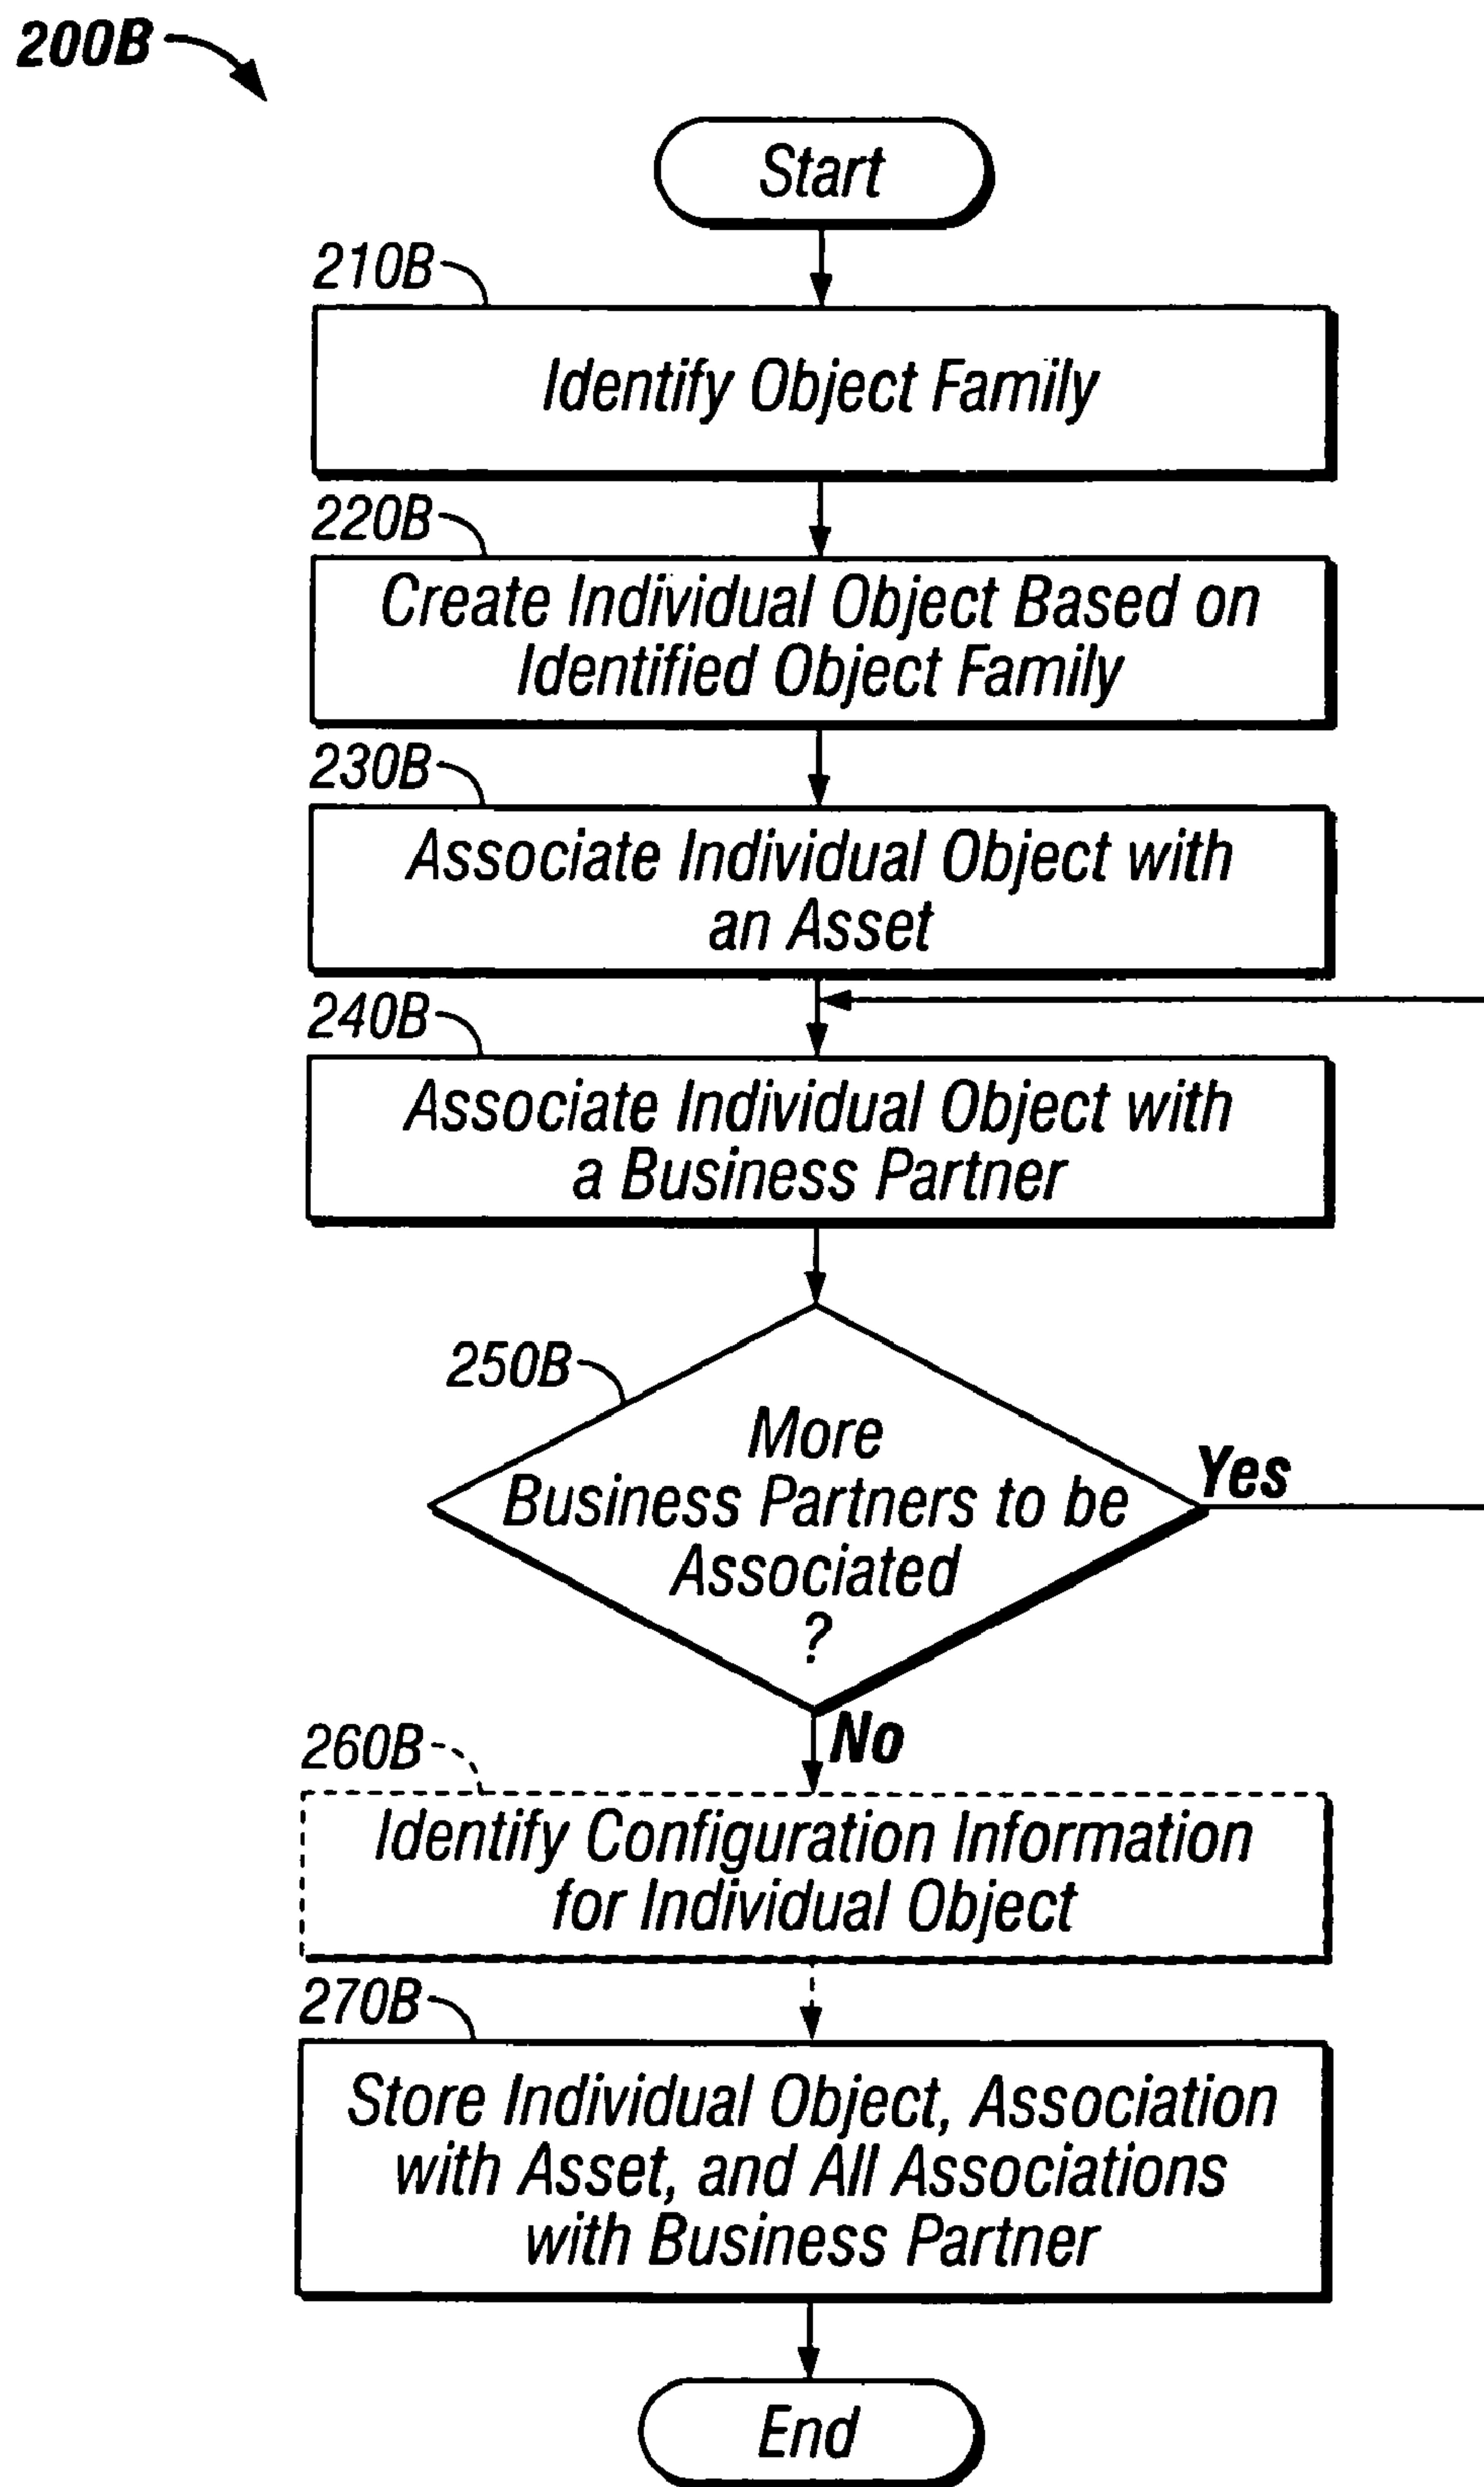 200B
Start
210B
Identify Object Family
220B
Create Individual Object Based on
Identified Object Family
230B
Associate Individual Object with
an Asset
240B
Associate Individual Object with
a Business Partner
250B
More
Business Partners to be
Associated
?
Yes
No
260B
Identify Configuration Information
for Individual Object
270B
Store Individual Object, Association
with Asset, and All Associations
with Business Partner
End